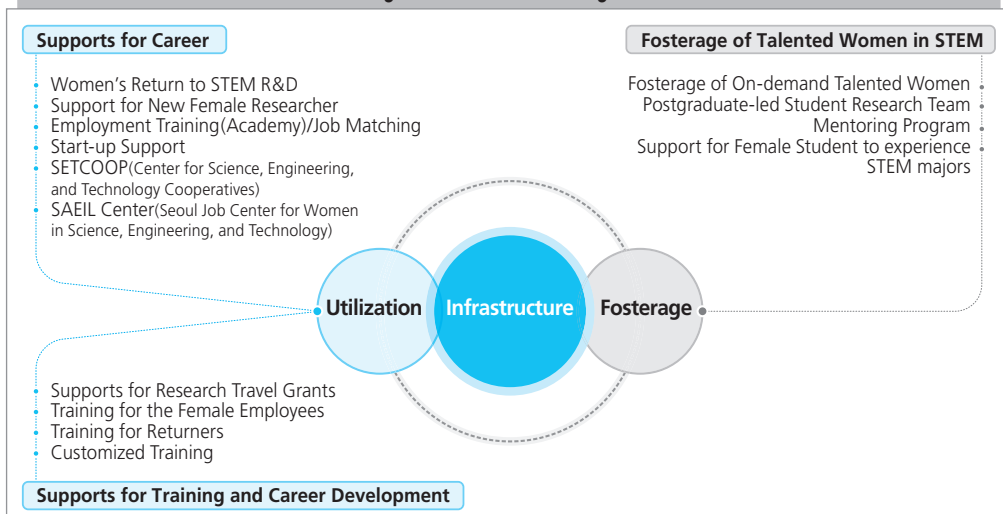 Supports for Career
Women's Return to STEM R&D
Support for New Female Researcher
Employment Training(Academy)/Job Matching
Start-up Support
SETCOOP(Center for Science, Engineering,
and Technology Cooperatives)
SAEIL Center(Seoul Job Center for Women
in Science, Engineering, and Technology)
Fosterage of Talented Women in STEM
Fosterage of On-demand Talented Women
Postgraduate-led Student Research Team
Mentoring Program
Support for Female Student to experience
STEM majors
Utilization
Infrastructure
Fosterage
Supports for Research Travel Grants
Training for the Female Employees
Training for Returners
Customized Training
Supports for Training and Career Development